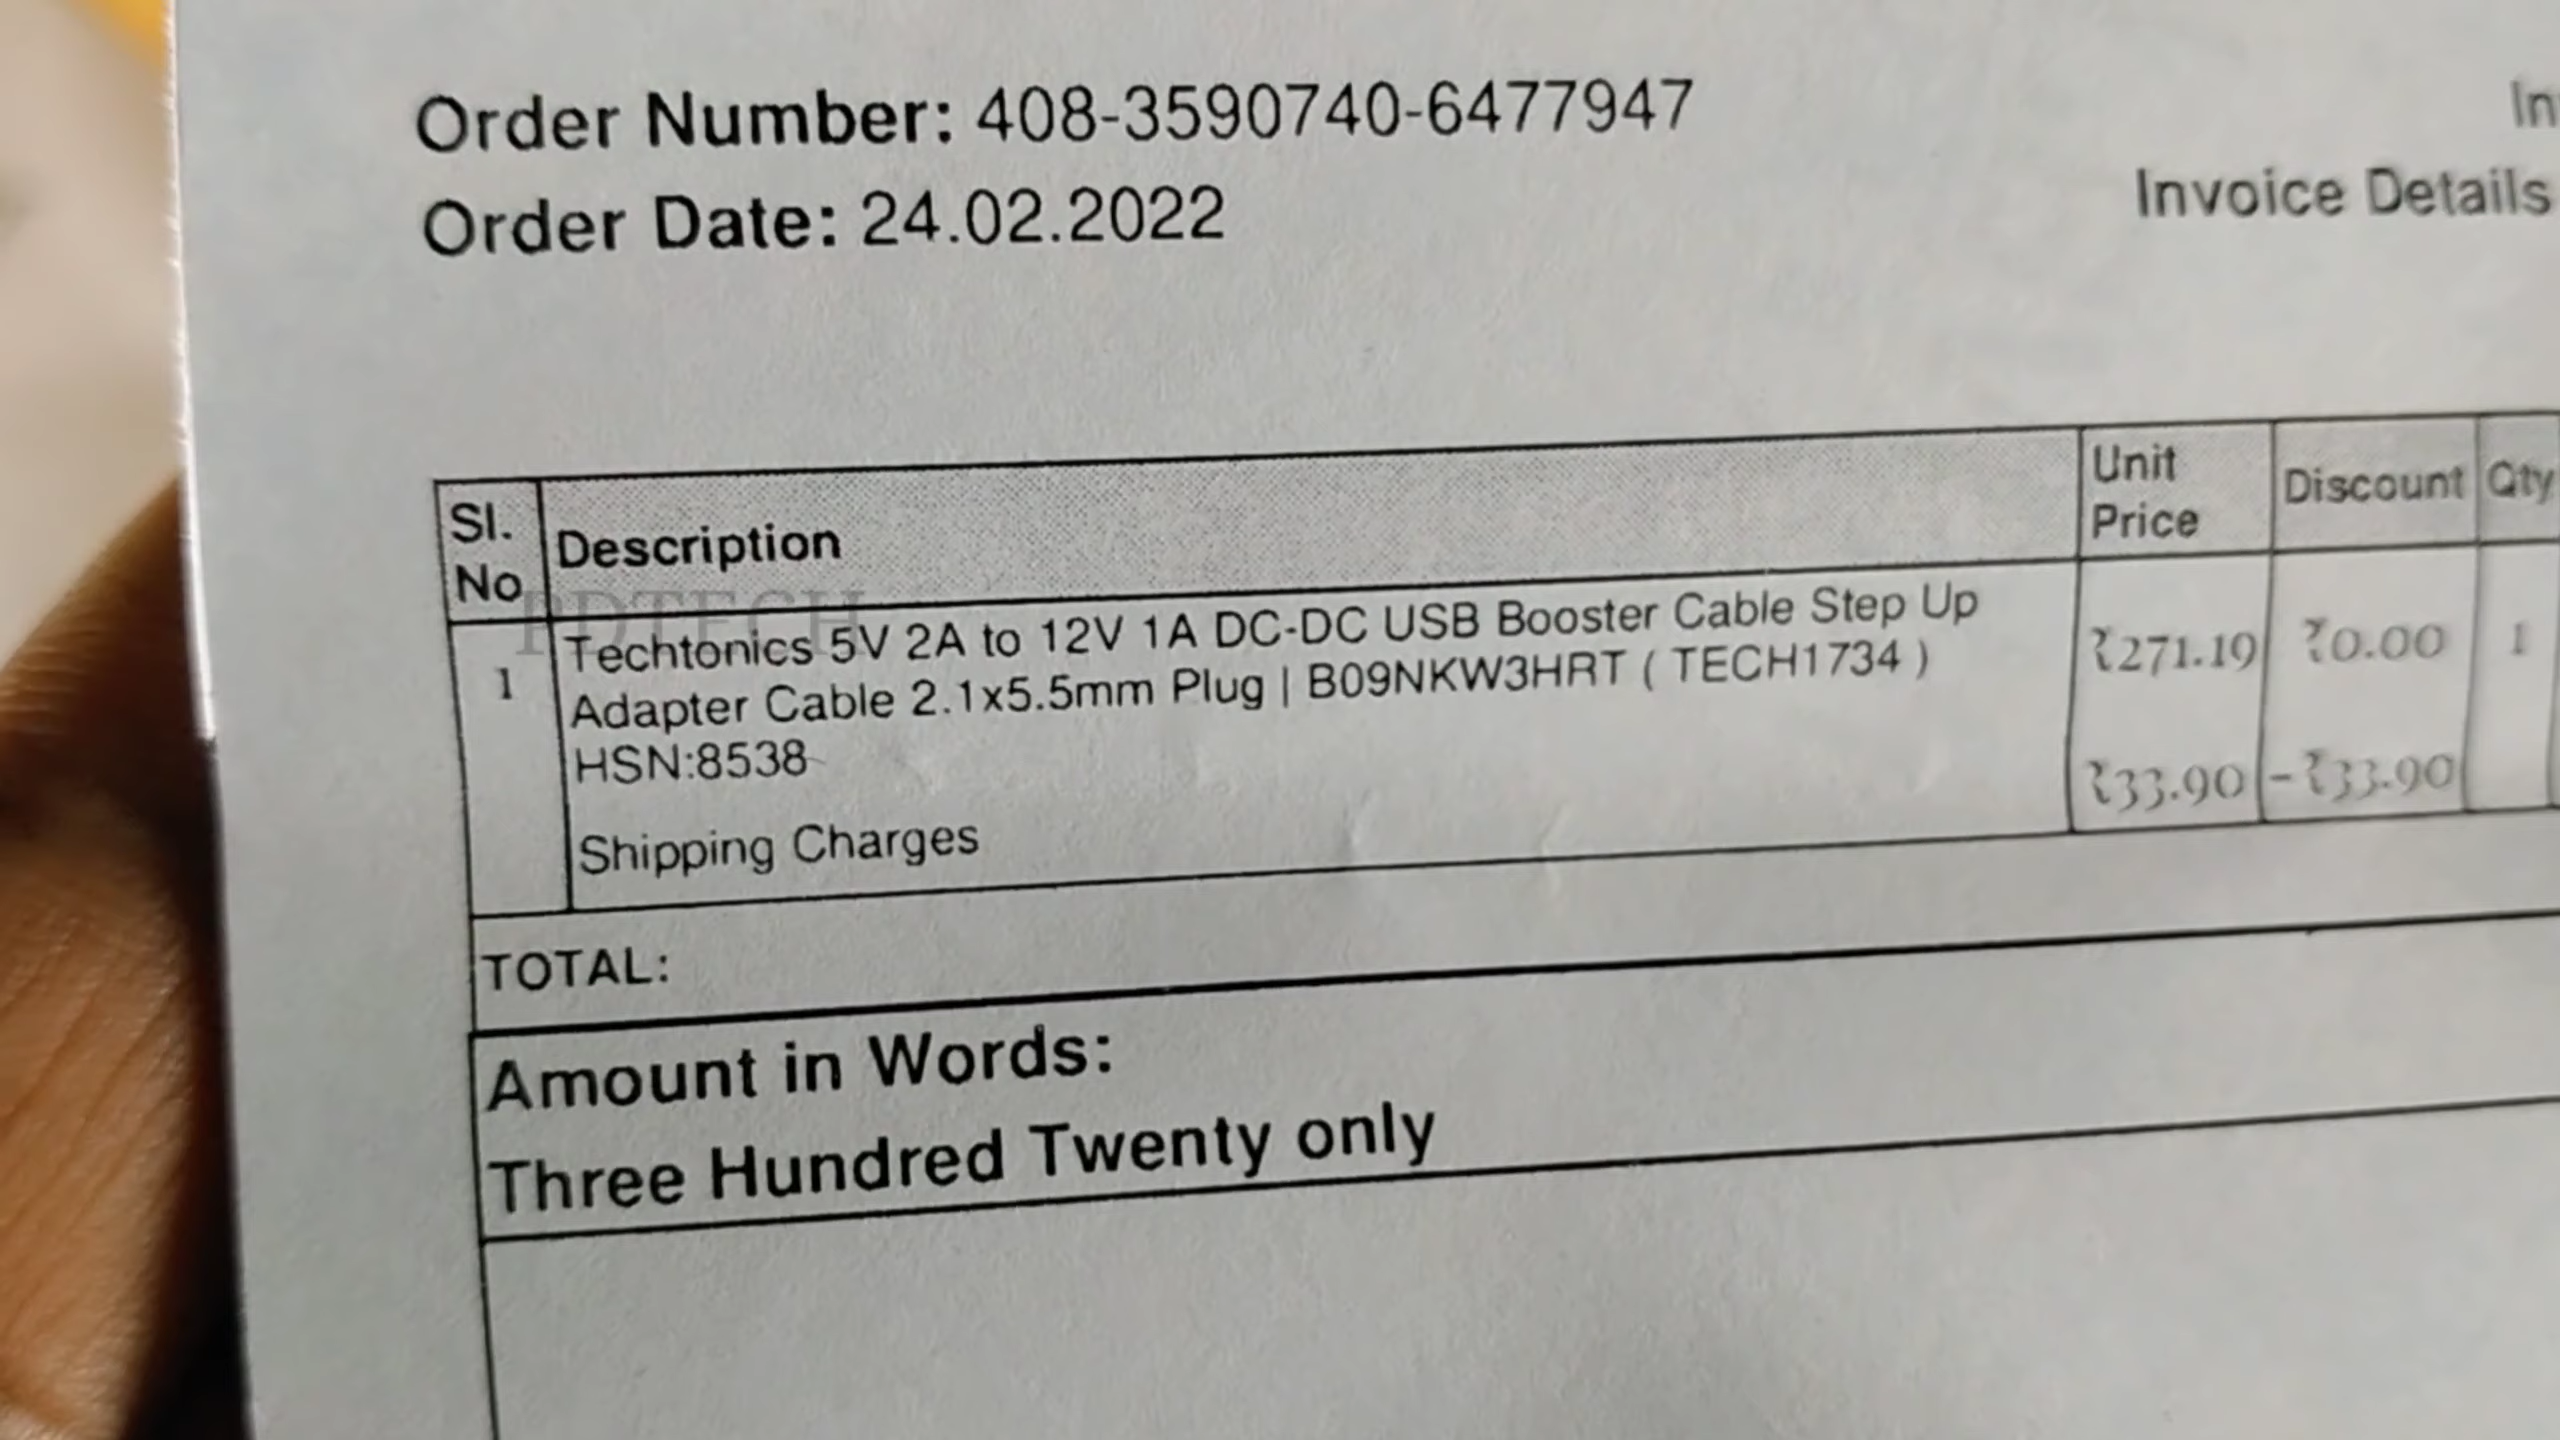 Order Number: 408-3590740-6477947
Order Date: 24.02.2022
Invoice Details
Sl. No
Description
Unit Price
Discount
Qty
PDTECH
1
Techtonics 5V 2A to 12V 1A DC-DC USB Booster Cable Step Up
Adapter Cable 2.1x5.5mm Plug | B09NKW3HRT ( TECH1734 )
HSN:8538
₹271.19
₹0.00
1
Shipping Charges
₹33.90
-₹33.90
TOTAL:
Amount in Words:
Three Hundred Twenty only